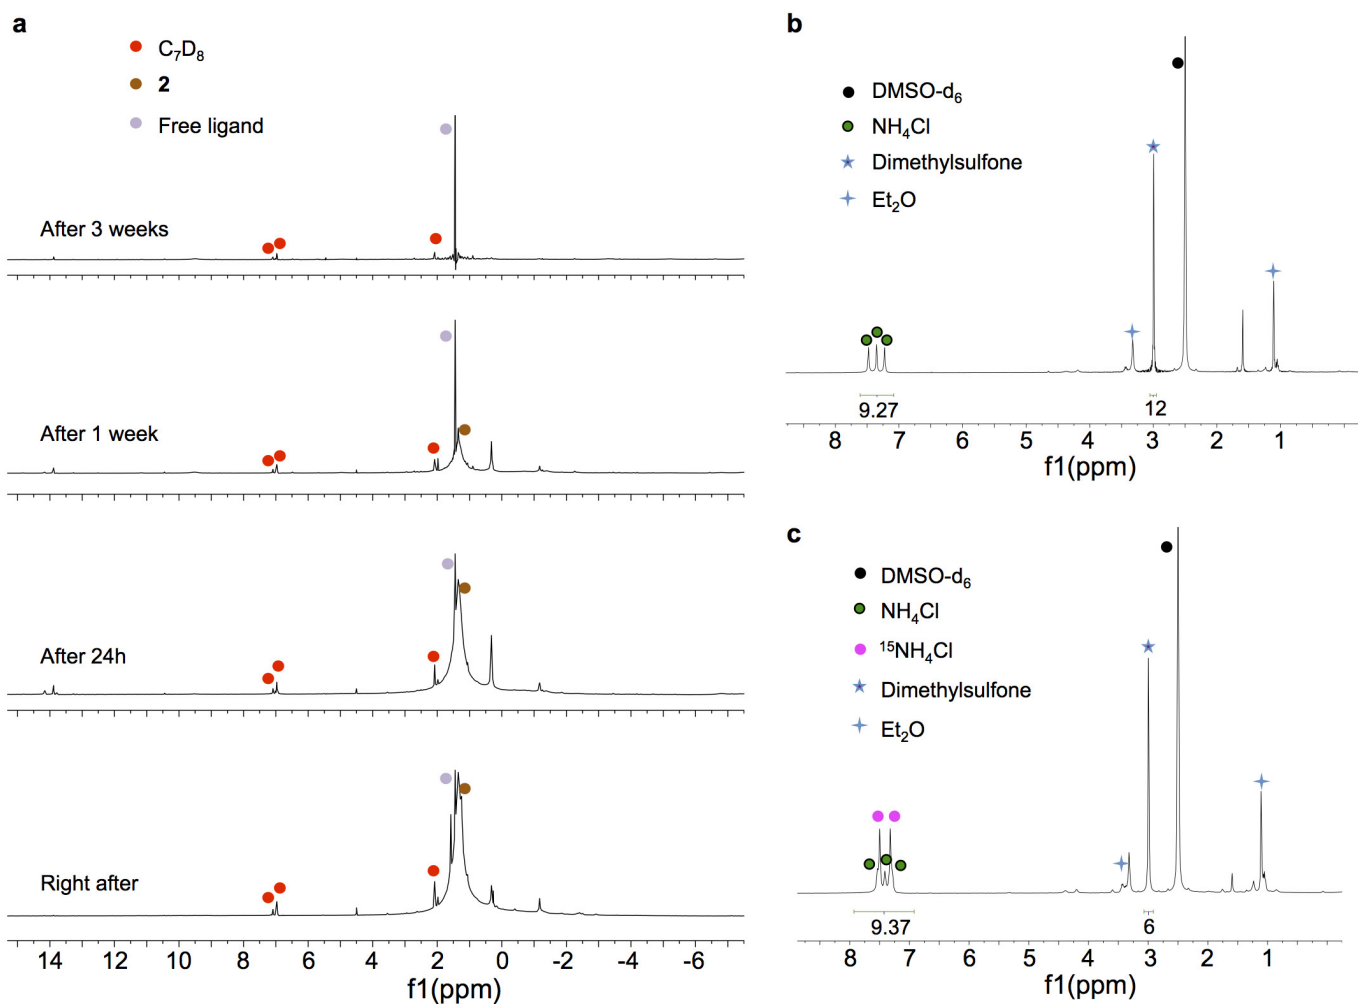 a
C7D8
2
Free ligand
After 3 weeks
After 1 week
After 24h
Right after
14 12 10 8 6 4 2 0 -2 -4 -6
f1(ppm)
b
DMSO-d6
NH4Cl
Dimethylsulfone
Et2O
9.27 12
8 7 6 5 4 3 2 1
f1(ppm)
c
DMSO-d6
NH4Cl
15NH4Cl
Dimethylsulfone
Et2O
9.37 6
8 7 6 5 4 3 2 1
f1(ppm)